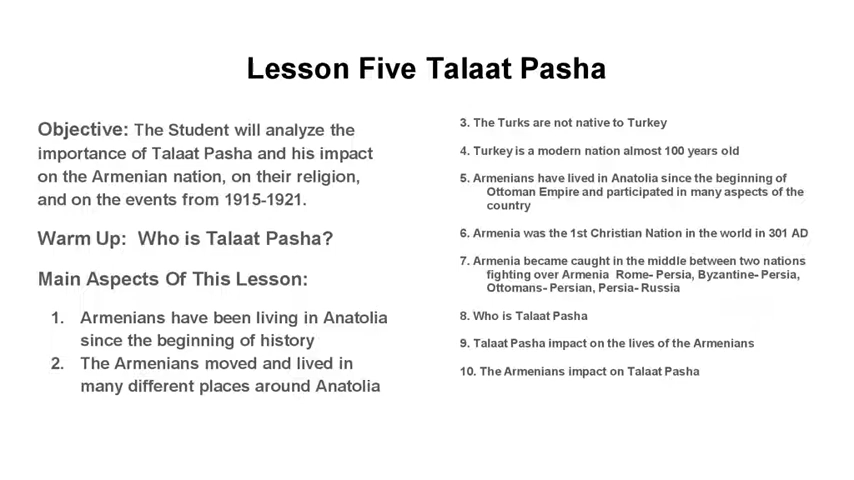 Lesson Five Talaat Pasha
Objective: The Student will analyze the
importance of Talaat Pasha and his impact
on the Armenian nation, on their religion,
and on the events from 1915-1921.
Warm Up: Who is Talaat Pasha?
Main Aspects Of This Lesson:
1. Armenians have been living in Anatolia
since the beginning of history
2. The Armenians moved and lived in
many different places around Anatolia
3. The Turks are not native to Turkey
4. Turkey is a modern nation almost 100 years old
5. Armenians have lived in Anatolia since the beginning of
Ottoman Empire and participated in many aspects of the
country
6. Armenia was the 1st Christian Nation in the world in 301 AD
7. Armenia became caught in the middle between two nations
fighting over Armenia Rome- Persia, Byzantine- Persia,
Ottomans- Persian, Persia- Russia
8. Who is Talaat Pasha
9. Talaat Pasha impact on the lives of the Armenians
10. The Armenians impact on Talaat Pasha